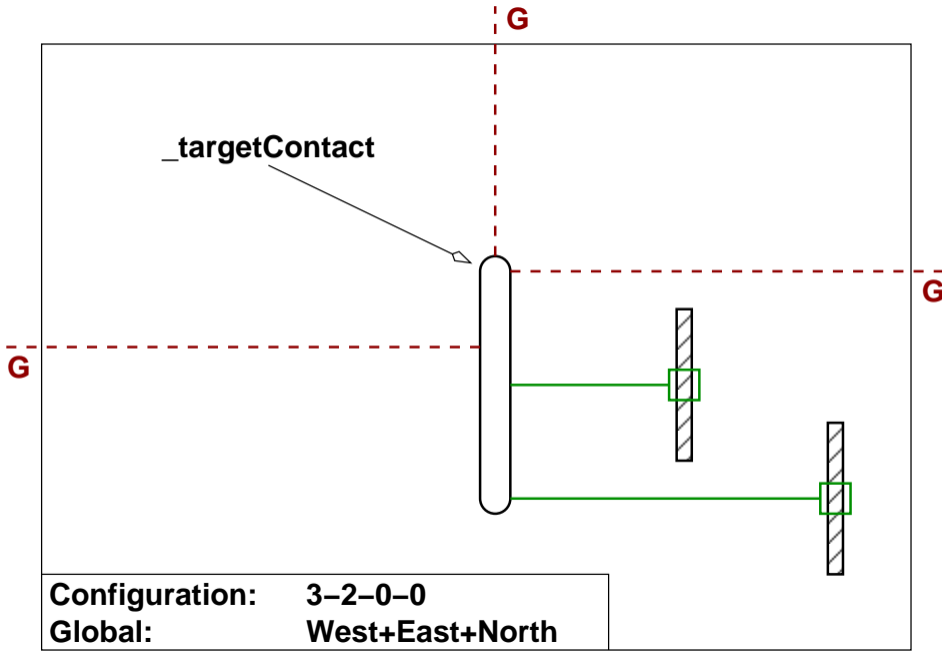 G
_targetContact
G
G
Configuration: 3–2–0–0
Global: West+East+North